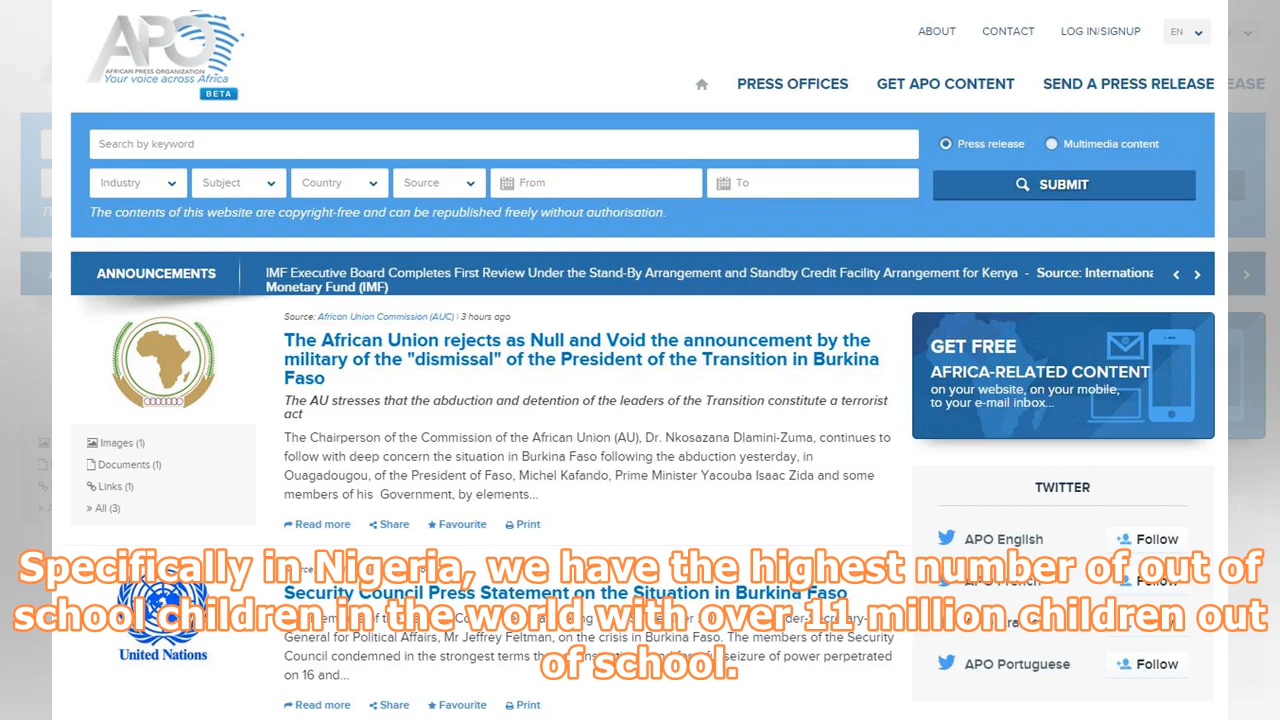 APO
AFRICAN PRESS ORGANIZATION
Your voice across Africa
BETA
ABOUT CONTACT LOG IN/SIGNUP EN
PRESS OFFICES GET APO CONTENT SEND A PRESS RELEASE
Search by keyword
Press release Multimedia content
Industry Subject Country Source From To
SUBMIT
The contents of this website are copyright-free and can be republished freely without authorisation.
ANNOUNCEMENTS
IMF Executive Board Completes First Review Under the Stand-By Arrangement and Standby Credit Facility Arrangement for Kenya - Source: Internationa
Monetary Fund (IMF)
Source: African Union Commission (AUC) | 3 hours ago
The African Union rejects as Null and Void the announcement by the
military of the "dismissal" of the President of the Transition in Burkina
Faso
The AU stresses that the abduction and detention of the leaders of the Transition constitute a terrorist
act
The Chairperson of the Commission of the African Union (AU), Dr. Nkosazana Dlamini-Zuma, continues to
follow with deep concern the situation in Burkina Faso following the abduction yesterday, in
Ouagadougou, of the President of Faso, Michel Kafando, Prime Minister Yacouba Isaac Zida and some
members of his Government, by elements...
Images (1)
Documents (1)
Links (1)
» All (3)
Read more Share Favourite Print
GET FREE
AFRICA-RELATED CONTENT
on your website, on your mobile,
to your e-mail inbox...
TWITTER
APO English Follow
Follow
APO Portuguese Follow
Specifically in Nigeria, we have the highest number of out of
school children in the world with over 11 million children out
of school.
United Nations
Security Council Press Statement on the Situation in Burkina Faso
General for Political Affairs, Mr Jeffrey Feltman, on the crisis in Burkina Faso. The members of the Security
Council condemned in the strongest terms seizure of power perpetrated
on 16 and...
Read more Share Favourite Print